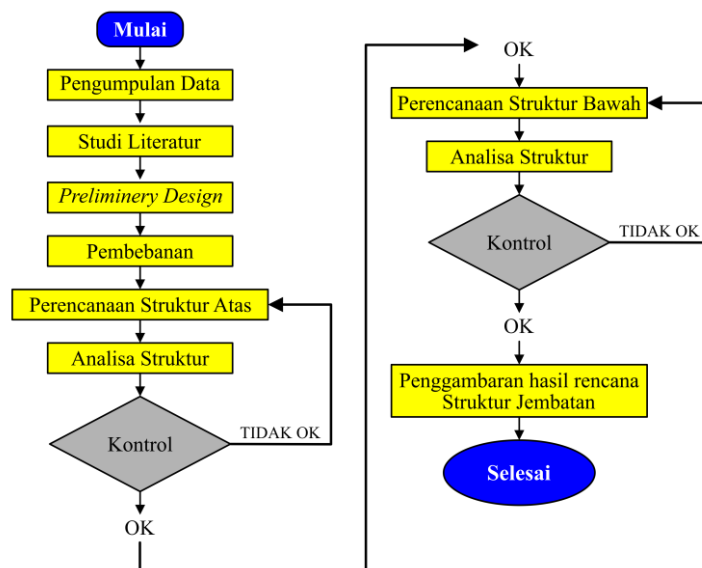 Mulai
Pengumpulan Data
Studi Literatur
Preliminery Design
Pembebanan
Perencanaan Struktur Atas
Analisa Struktur
Kontrol
TIDAK OK
OK
OK
Perencanaan Struktur Bawah
Analisa Struktur
Kontrol
TIDAK OK
OK
Penggambaran hasil rencana
Struktur Jembatan
Selesai